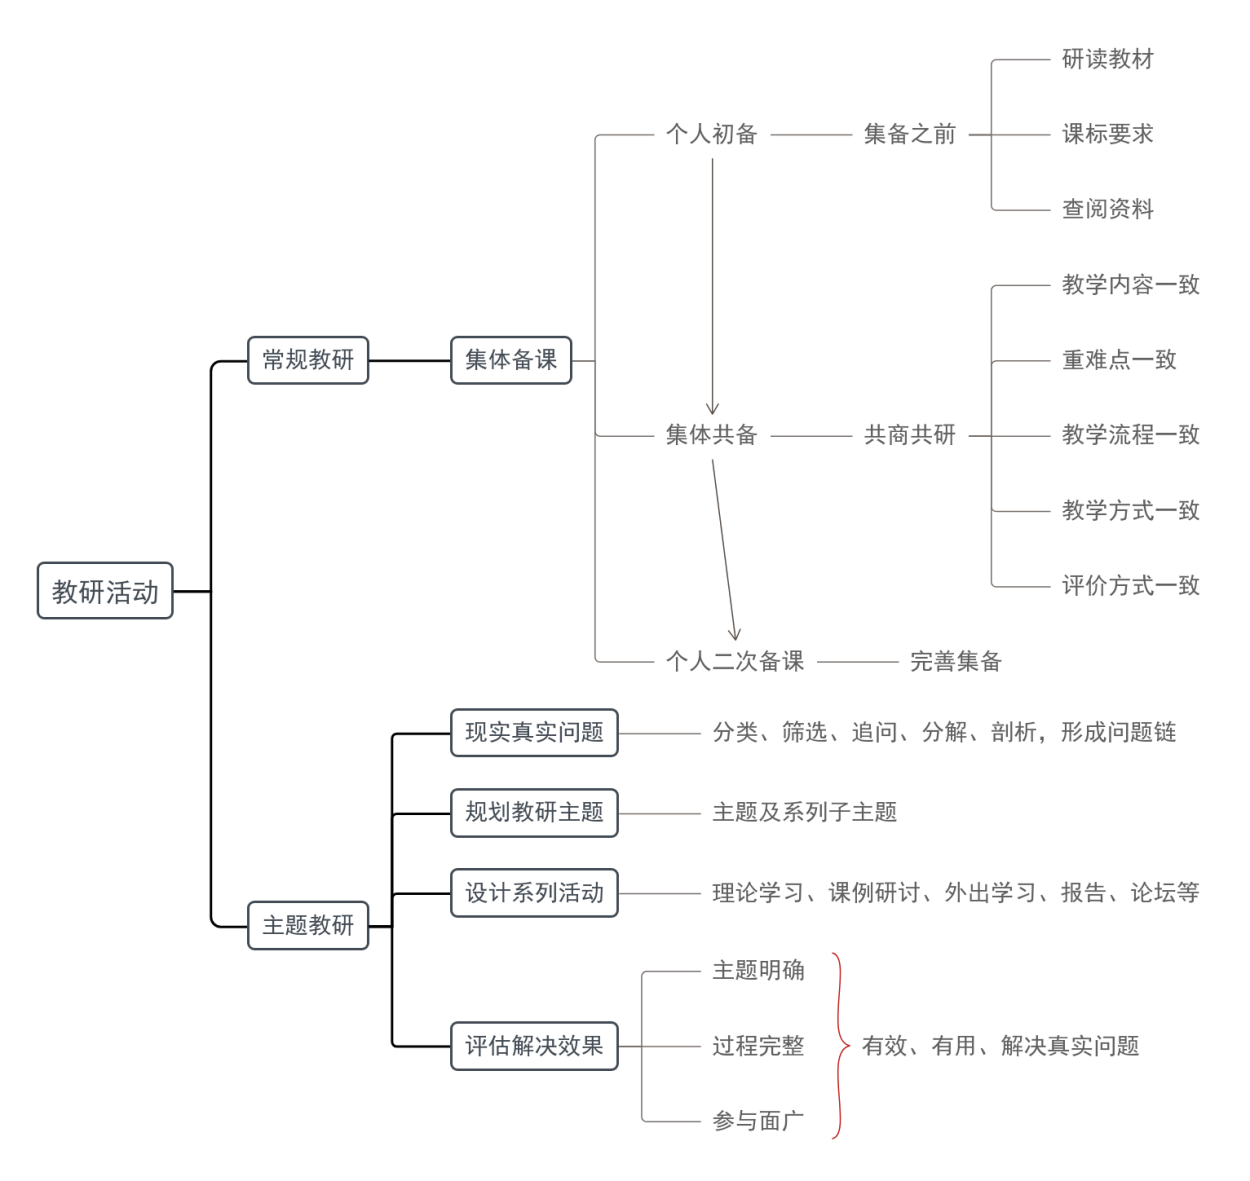 教研活动
常规教研
集体备课
个人初备
集备之前
研读教材
课标要求
查阅资料
集体共备
共商共研
教学内容一致
重难点一致
教学流程一致
教学方式一致
评价方式一致
个人二次备课
完善集备
主题教研
现实真实问题
分类、筛选、追问、分解、剖析，形成问题链
规划教研主题
主题及系列子主题
设计系列活动
理论学习、课例研讨、外出学习、报告、论坛等
评估解决效果
主题明确
过程完整
参与面广
有效、有用、解决真实问题